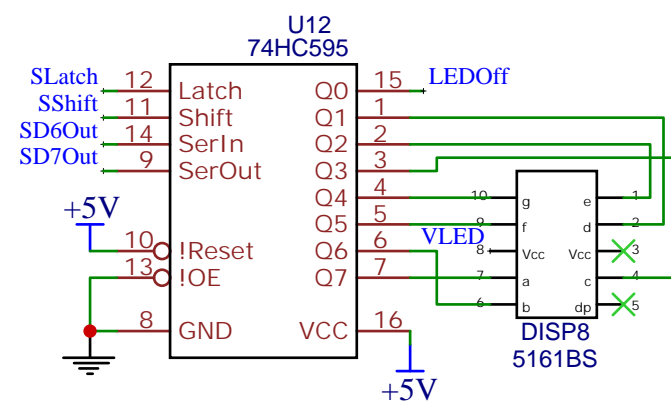 U12
74HC595
SLatch 12 Latch Q0 15 LEDOff
SShift 11 Shift Q1 1
SD6Out 14 SerIn Q2 2
SD7Out 9 SerOut Q3 3
Q4 4 10 g e 1
+5V Q5 5 9 f d 2
10 !Reset Q6 6 VLED 8 Vcc Vcc 3
13 !OE Q7 7 7 a c 4
6 b dp 5
8 GND VCC 16
DISP8
5161BS
+5V